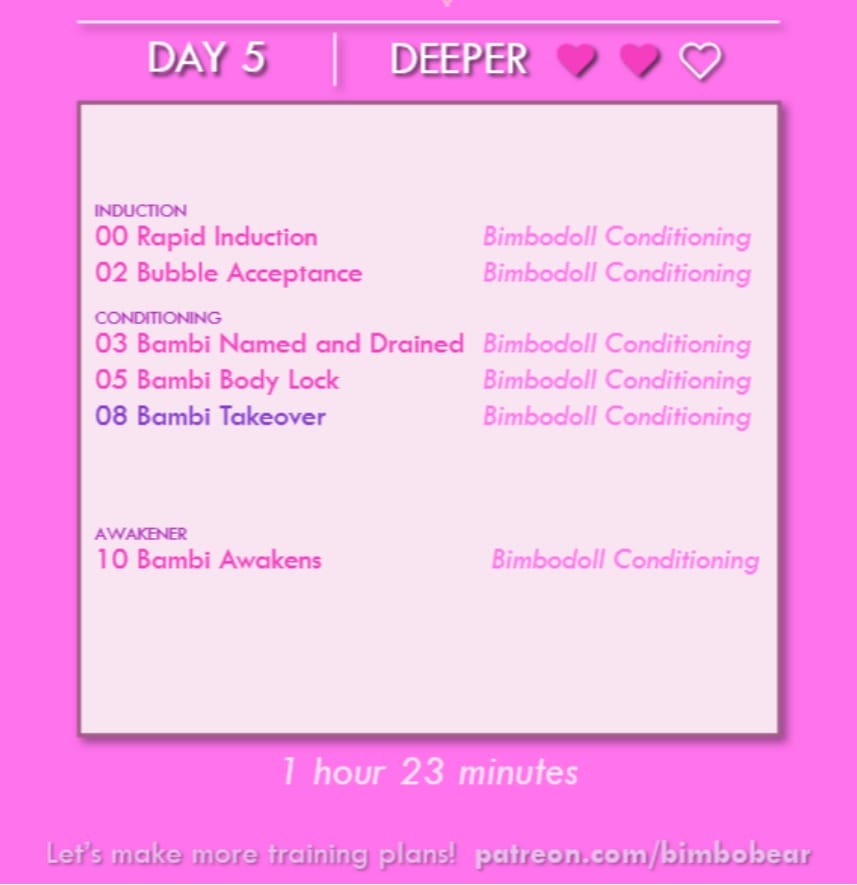 DAY 5 | DEEPER
INDUCTION
00 Rapid Induction Bimbodoll Conditioning
02 Bubble Acceptance Bimbodoll Conditioning
CONDITIONING
03 Bambi Named and Drained Bimbodoll Conditioning
05 Bambi Body Lock Bimbodoll Conditioning
08 Bambi Takeover Bimbodoll Conditioning
AWAKENER
10 Bambi Awakens Bimbodoll Conditioning
1 hour 23 minutes
Let's make more training plans! patreon.com/bimbobear